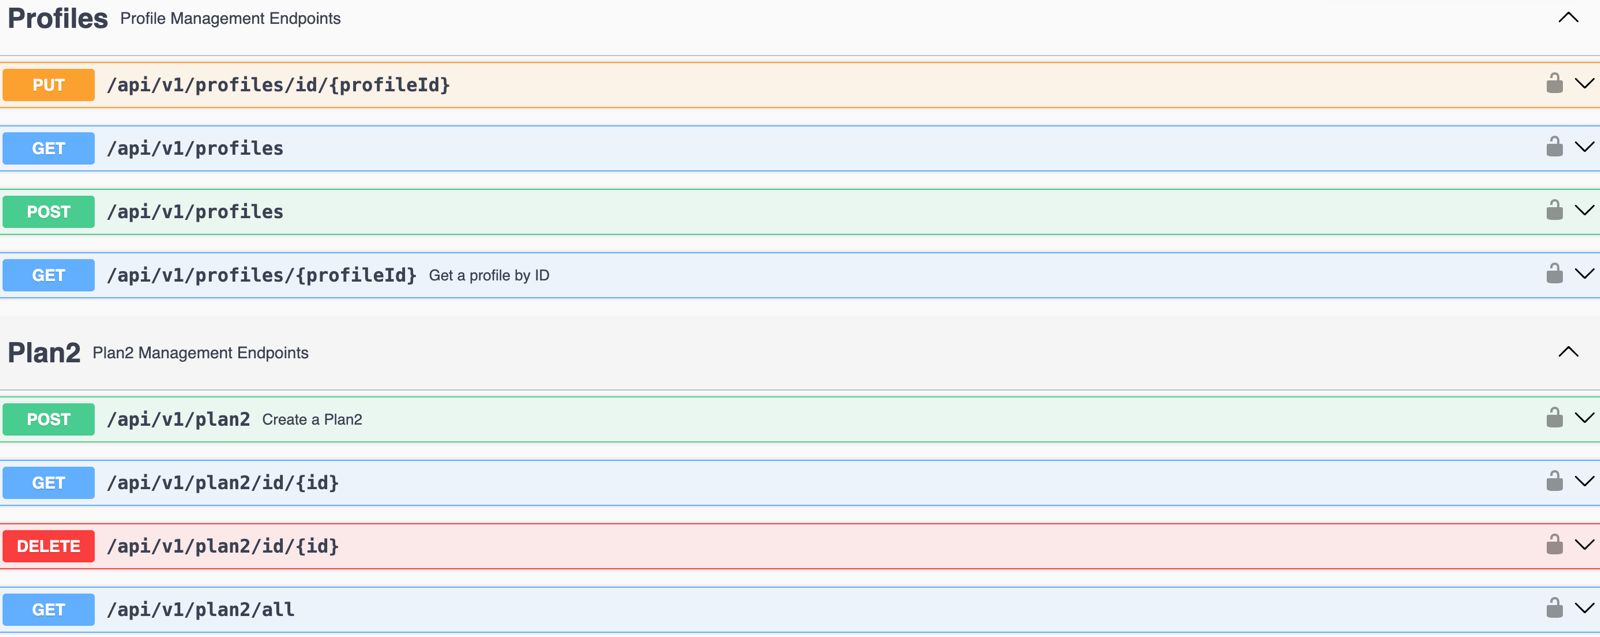 Profiles Profile Management Endpoints
PUT /api/v1/profiles/id/{profileId}
GET /api/v1/profiles
POST /api/v1/profiles
GET /api/v1/profiles/{profileId} Get a profile by ID
Plan2 Plan2 Management Endpoints
POST /api/v1/plan2 Create a Plan2
GET /api/v1/plan2/id/{id}
DELETE /api/v1/plan2/id/{id}
GET /api/v1/plan2/all